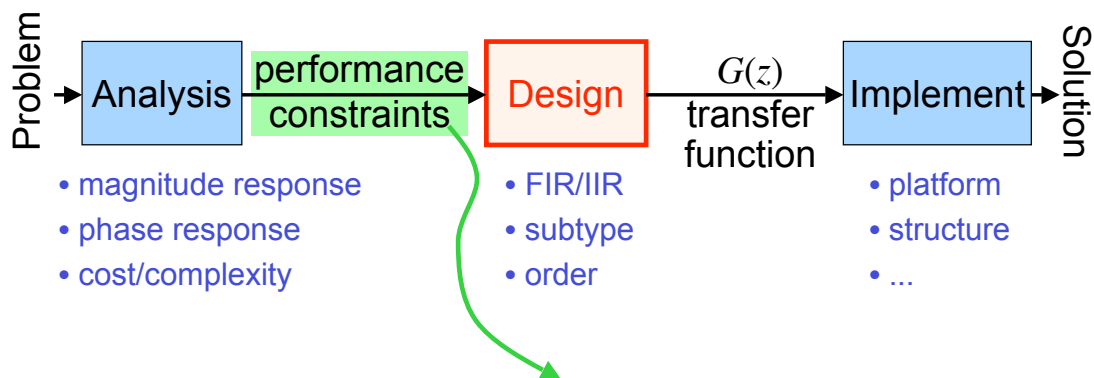 Problem
Analysis
performance
constraints
Design
G(z)
transfer
function
Implement
Solution
• magnitude response
• phase response
• cost/complexity
• FIR/IIR
• subtype
• order
• platform
• structure
• ...